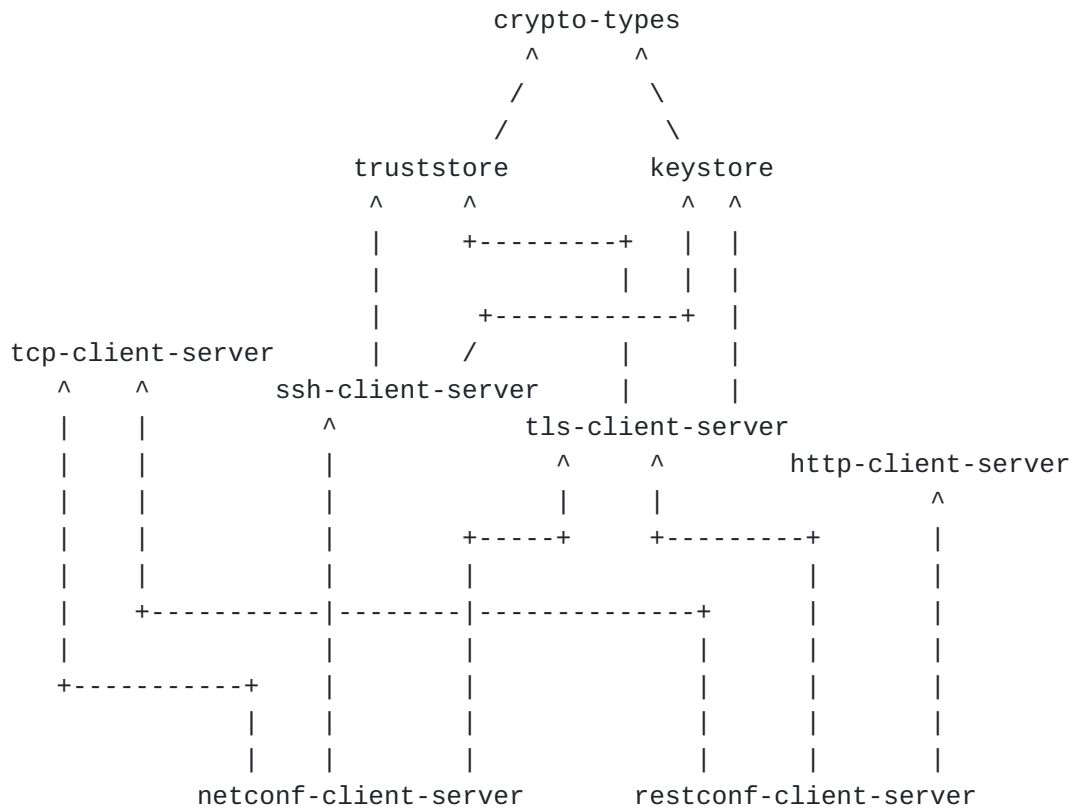 crypto-types
^ ^
/ \
/ \
truststore keystore
^ ^ ^ ^
| +---------+ | |
| | | |
| +------------+ |
tcp-client-server | / | |
^ ^ ssh-client-server | |
| | ^ tls-client-server
| | | ^ ^ http-client-server
| | | | | ^
| | | +-----+ +---------+ |
| | | | | |
| +-----------|--------|--------------+ | |
| | | | | |
+-----------+ | | | | |
| | | | | |
| | | | | |
netconf-client-server restconf-client-server